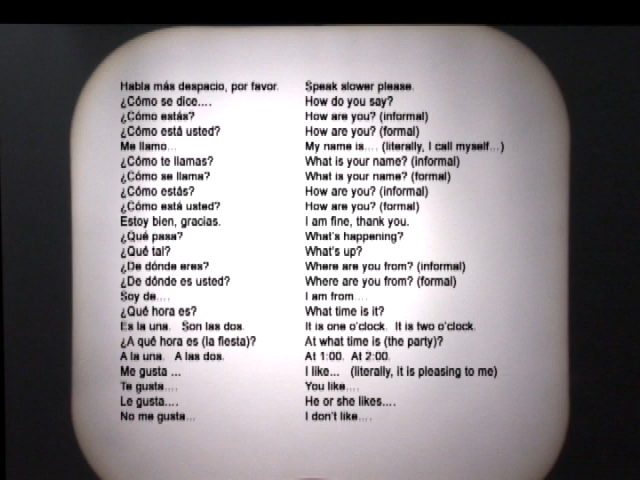 Habla más despacio, por favor. Speak slower please.
¿Cómo se dice.... How do you say?
¿Cómo estás? How are you? (informal)
¿Cómo está usted? How are you? (formal)
Me llamo... My name is.... (literally, I call myself...)
¿Cómo te llamas? What is your name? (informal)
¿Cómo se llama? What is your name? (formal)
¿Cómo estás? How are you? (informal)
¿Cómo está usted? How are you? (formal)
Estoy bien, gracias. I am fine, thank you.
¿Qué pasa? What's happening?
¿Qué tal? What's up?
¿De dónde eres? Where are you from? (informal)
¿De dónde es usted? Where are you from? (formal)
Soy de.... I am from....
¿Qué hora es? What time is it?
Es la una. Son las dos. It is one o'clock. It is two o'clock.
¿A qué hora es (la fiesta)? At what time is (the party)?
A la una. A las dos. At 1:00. At 2:00.
Me gusta ... I like... (literally, it is pleasing to me)
Te gusta.... You like....
Le gusta.... He or she likes....
No me gusta... I don't like....